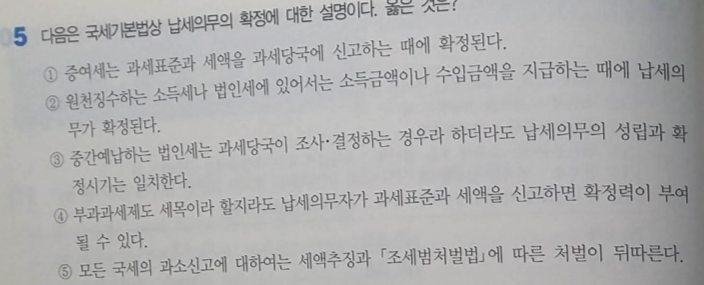 05 다음은 국세기본법상 납세의무의 확정에 대한 설명이다. 옳은 것은?
① 증여세는 과세표준과 세액을 과세당국에 신고하는 때에 확정된다.
② 원천징수하는 소득세나 법인세에 있어서는 소득금액이나 수입금액을 지급하는 때에 납세의
무가 확정된다.
③ 중간예납하는 법인세는 과세당국이 조사·결정하는 경우라 하더라도 납세의무의 성립과 확
정시기는 일치한다.
④ 부과과세제도 세목이라 할지라도 납세의무자가 과세표준과 세액을 신고하면 확정력이 부여
될 수 있다.
⑤ 모든 국세의 과소신고에 대하여는 세액추징과 「조세범처벌법」에 따른 처벌이 뒤따른다.